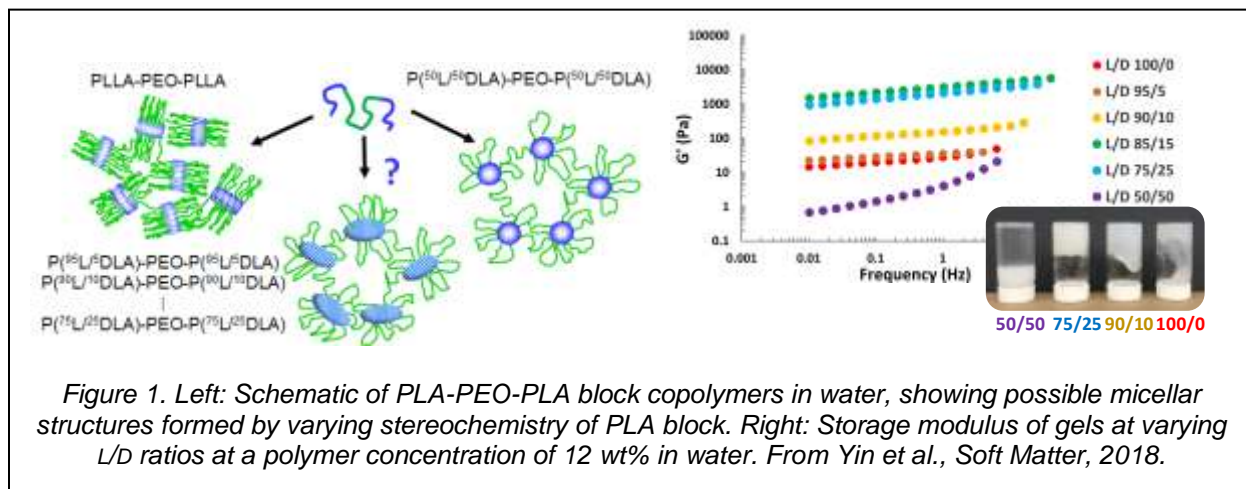 PLLA-PEO-PLLA
P(⁵⁰L/⁵⁰DLA)-PEO-P(⁵⁰L/⁵⁰DLA)
?
P(⁹⁵L/⁵DLA)-PEO-P(⁹⁵L/⁵DLA)
P(⁹⁰L/¹⁰DLA)-PEO-P(⁹⁰L/¹⁰DLA)
|
P(⁷⁵L/²⁵DLA)-PEO-P(⁷⁵L/²⁵DLA)
G' (Pa)
100000
10000
1000
100
10
1
0.1
0.001
0.01
0.1
1
Frequency (Hz)
L/D 100/0
L/D 95/5
L/D 90/10
L/D 85/15
L/D 75/25
L/D 50/50
50/50 75/25 90/10 100/0
Figure 1. Left: Schematic of PLA-PEO-PLA block copolymers in water, showing possible micellar
structures formed by varying stereochemistry of PLA block. Right: Storage modulus of gels at varying
L/D ratios at a polymer concentration of 12 wt% in water. From Yin et al., Soft Matter, 2018.